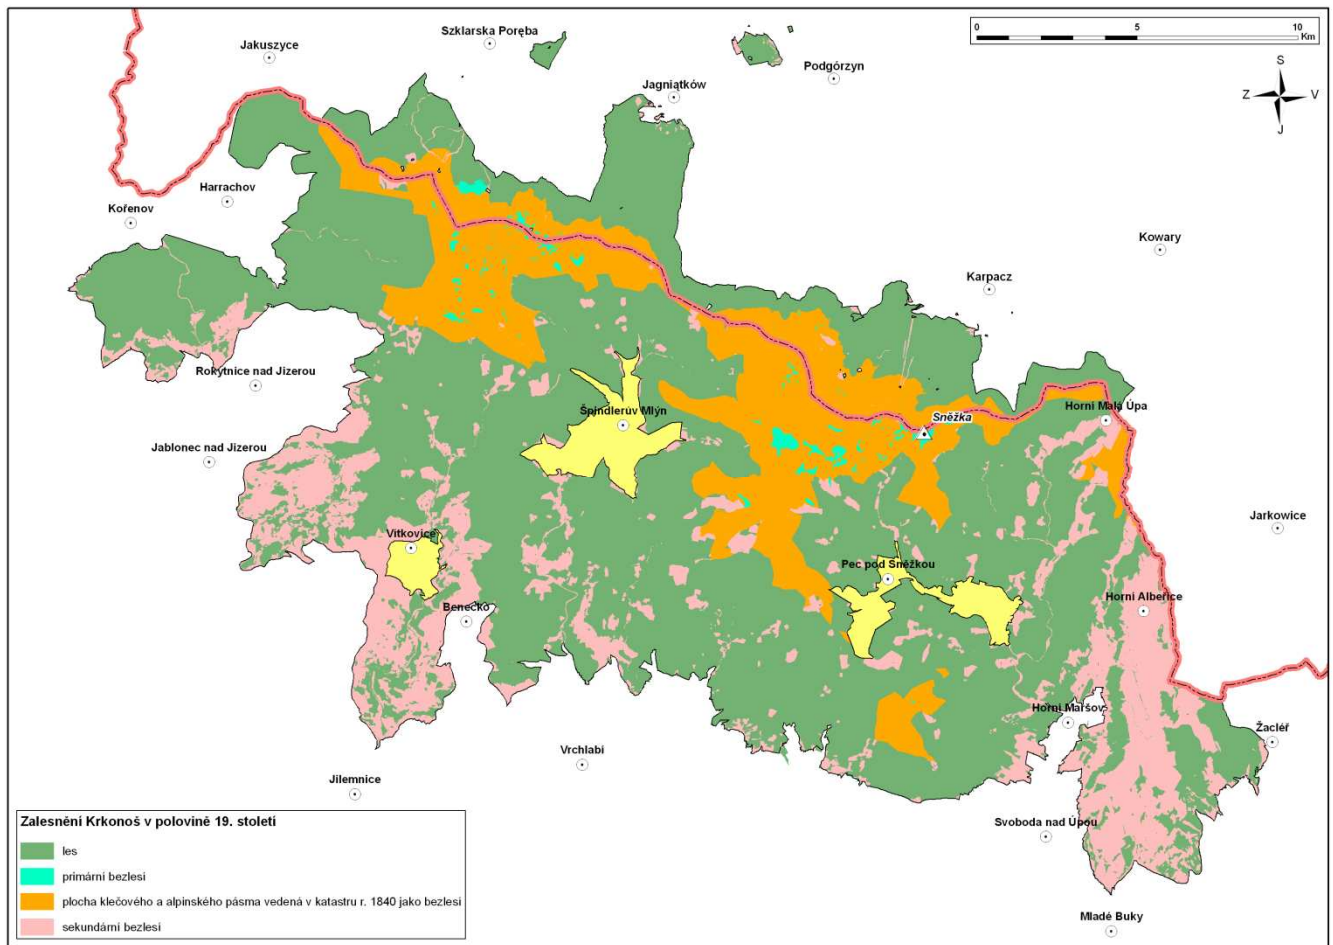 0 5 10
Km
S
Z V
J
Szklarska Poręba
Jakuszyce
Podgórzyn
Jagniątków
Harrachov
Kořenov
Kowary
Karpacz
Rokytnice nad Jizerou
Špindlerův Mlýn
Sněžka
Horní Malá Úpa
Jablonec nad Jizerou
Jarkowice
Vítkovice
Pec pod Sněžkou
Horní Albeřice
Benecko
Horní Maršov
Žacléř
Vrchlabí
Jilemnice
Svoboda nad Úpou
Mladé Buky
Zalesnění Krkonoš v polovině 19. století
les
primární bezlesí
plocha klečového a alpinského pásma vedená v katastru r. 1840 jako bezlesí
sekundární bezlesí